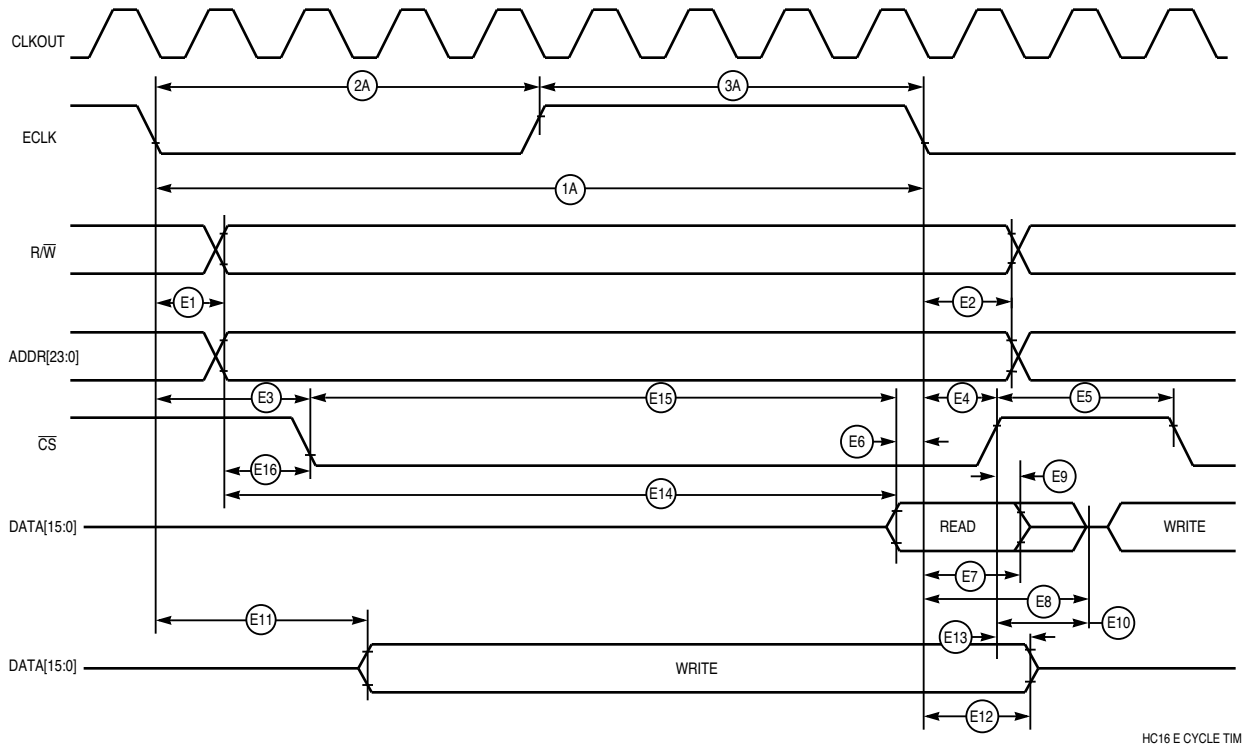 CLKOUT
2A
3A
ECLK
1A
R/W̅
E1
E2
ADDR[23:0]
E3
E15
E4
E5
C̅S̅
E6
E16
E9
E14
DATA[15:0]
READ
WRITE
E7
E8
E11
E10
E13
DATA[15:0]
WRITE
E12
HC16 E CYCLE TIM